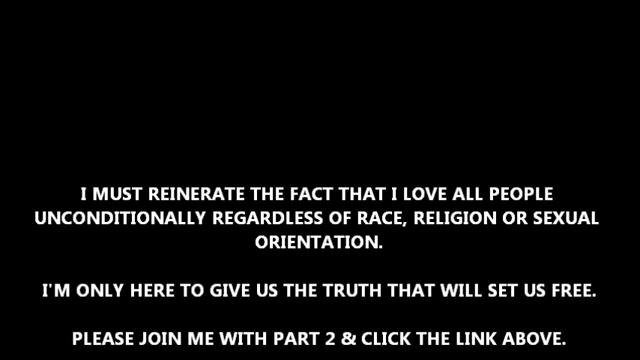 I MUST REINERATE THE FACT THAT I LOVE ALL PEOPLE
UNCONDITIONALLY REGARDLESS OF RACE, RELIGION OR SEXUAL
ORIENTATION.
I'M ONLY HERE TO GIVE US THE TRUTH THAT WILL SET US FREE.
PLEASE JOIN ME WITH PART 2 & CLICK THE LINK ABOVE.